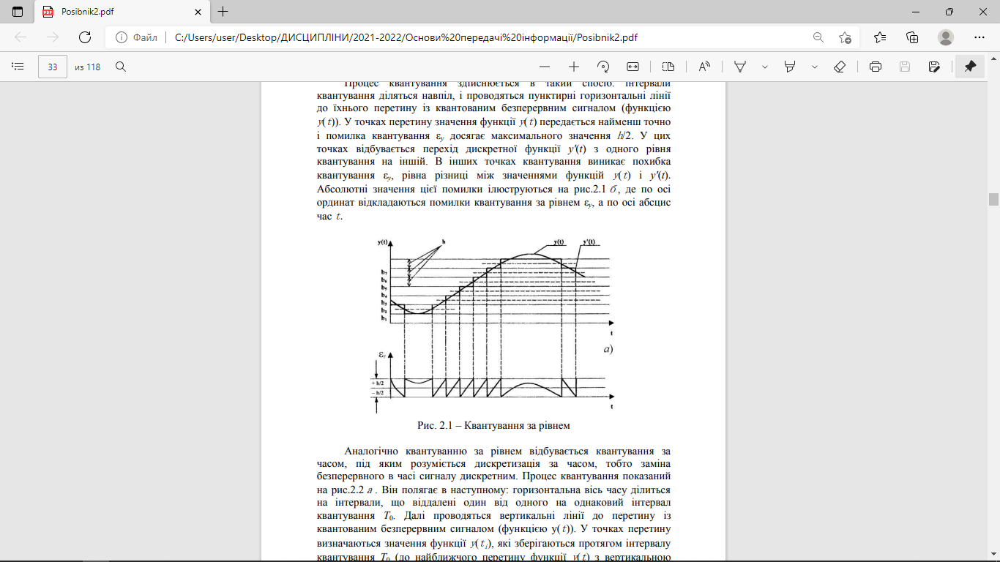 Posibnik2.pdf
Файл C:/Users/user/Desktop/ДИСЦИПЛІНИ/2021-2022/Основи%20передачі%20інформації/Posibnik2.pdf
33 из 118
Процес квантування здійснюється в такий спосіб. Інтервали
квантування діляться навпіл, і проводяться пунктирні горизонтальні лінії
до їхнього перетину із квантованим безперервним сигналом (функцією
y(t)). У точках перетину значення функції y(t) передається найменш точно
і помилка квантування εy досягає максимального значення h/2. У цих
точках відбувається перехід дискретної функції y'(t) з одного рівня
квантування на іншій. В інших точках квантування виникає похибка
квантування εy, рівна різниці між значеннями функцій y(t) і y'(t).
Абсолютні значення цієї помилки ілюструються на рис.2.1 б, де по осі
ординат відкладаються помилки квантування за рівнем εy, а по осі абсцис
час t.
y(t) h y(t) y'(t)
b7
b6
b5
b4
b3
b2
b1
t
а)
εy
+ h/2
– h/2
t
Рис. 2.1 – Квантування за рівнем
Аналогічно квантуванню за рівнем відбувається квантування за
часом, під яким розуміється дискретизація за часом, тобто заміна
безперервного в часі сигналу дискретним. Процес квантування показаний
на рис.2.2 а . Він полягає в наступному: горизонтальна вісь часу ділиться
на інтервали, що віддалені один від одного на однаковий інтервал
квантування T0. Далі проводяться вертикальні лінії до перетину із
квантованим безперервним сигналом (функцією y(t)). У точках перетину
визначаються значення функції y(ti), які зберігаються протягом інтервалу
квантування T0 (до найближчого перетину функції y(t) з вертикальною